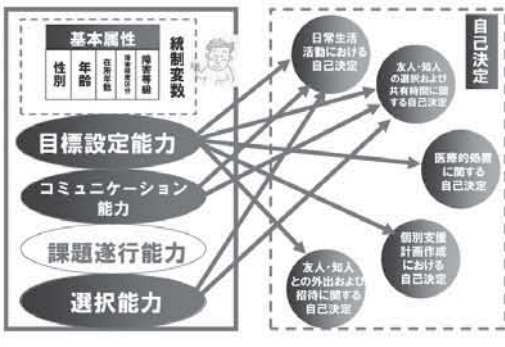 基本属性
性別
年齢
在所年数
障害程度区分
障害等級
統制変数
目標設定能力
コミュニケーション
能力
課題遂行能力
選択能力
自己決定
日常生活
活動における
自己決定
友人・知人
の選択および
共有時間に関
する自己決定
医療的処置
に関する
自己決定
個別支援
計画作成
における
自己決定
友人・知人
との外出および
招待に関する
自己決定